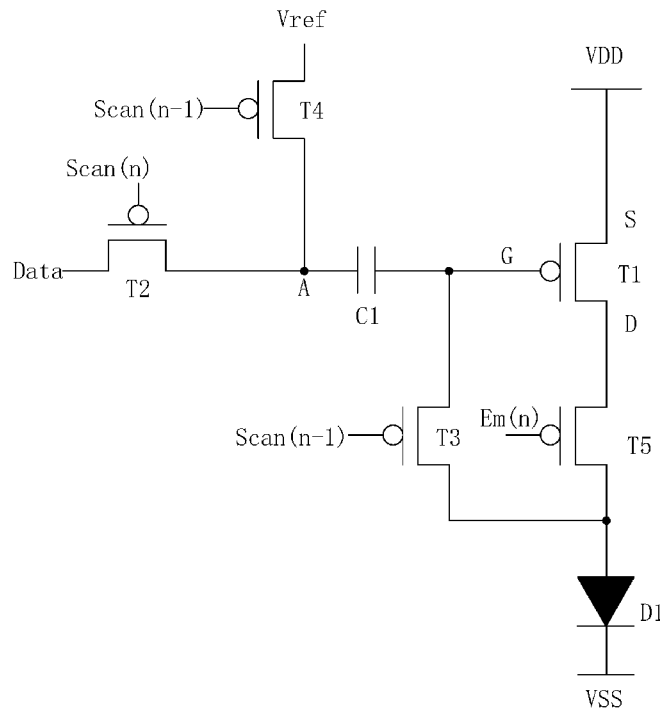 Vref
VDD
Scan(n-1)
T4
Scan(n)
S
Data
T2
A
C1
G
T1
D
Scan(n-1)
T3
Em(n)
T5
D1
VSS